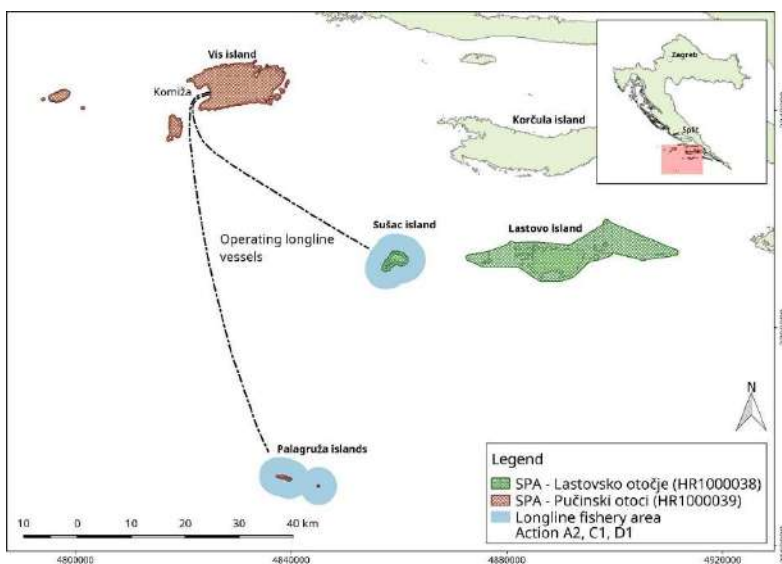 Vis island
Komiža
Korčula island
Zagreb
Split
Sušac island
Lastovo island
Operating longline
vessels
Palagruža islands
N
Legend
SPA - Lastovsko otočje (HR1000038)
SPA - Pučinski otoci (HR1000039)
Longline fishery area
Action A2, C1, D1
10 0 10 20 30 40 km
4800000 4840000 4880000 4920000